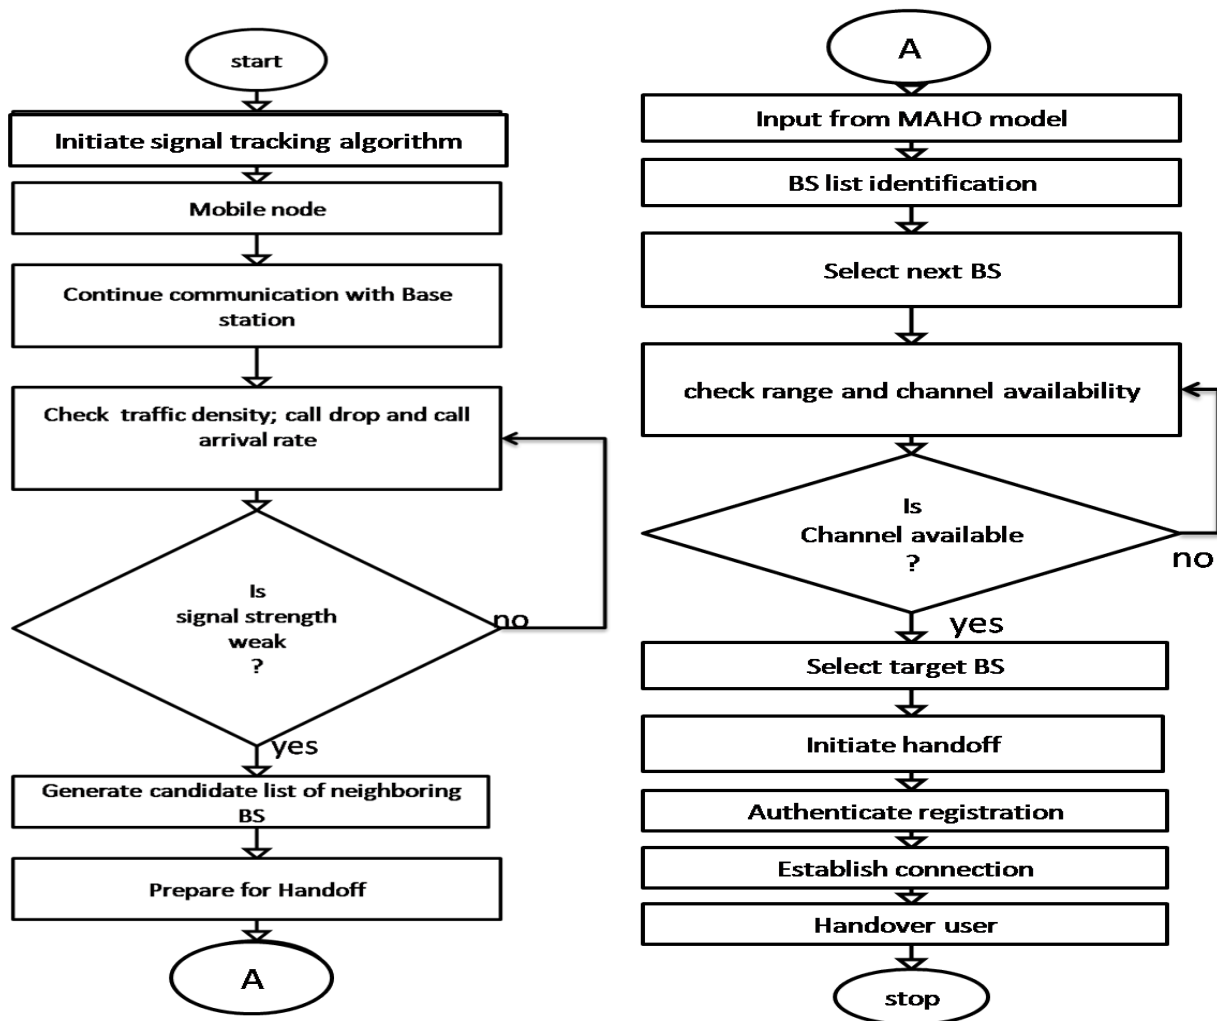 start
Initiate signal tracking algorithm
Mobile node
Continue communication with Base
station
Check traffic density; call drop and call
arrival rate
Is
signal strength
weak
?
no
yes
Generate candidate list of neighboring
BS
Prepare for Handoff
A
A
Input from MAHO model
BS list identification
Select next BS
check range and channel availability
Is
Channel available
?
no
yes
Select target BS
Initiate handoff
Authenticate registration
Establish connection
Handover user
stop